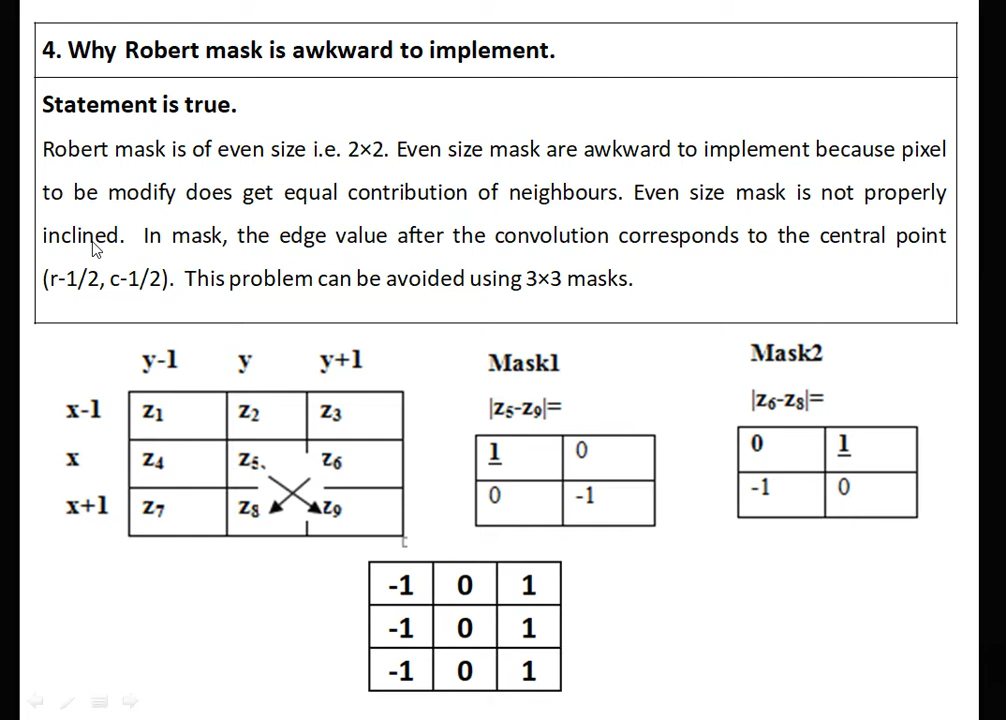 4. Why Robert mask is awkward to implement.
Statement is true.
Robert mask is of even size i.e. 2×2. Even size mask are awkward to implement because pixel
to be modify does get equal contribution of neighbours. Even size mask is not properly
inclined. In mask, the edge value after the convolution corresponds to the central point
(r-1/2, c-1/2). This problem can be avoided using 3×3 masks.
y-1 y y+1
x-1 z1 z2 z3
x z4 z5 z6
x+1 z7 z8 z9
Mask1
|z5-z9|=
1 0
0 -1
Mask2
|z6-z8|=
0 1
-1 0
-1 0 1
-1 0 1
-1 0 1